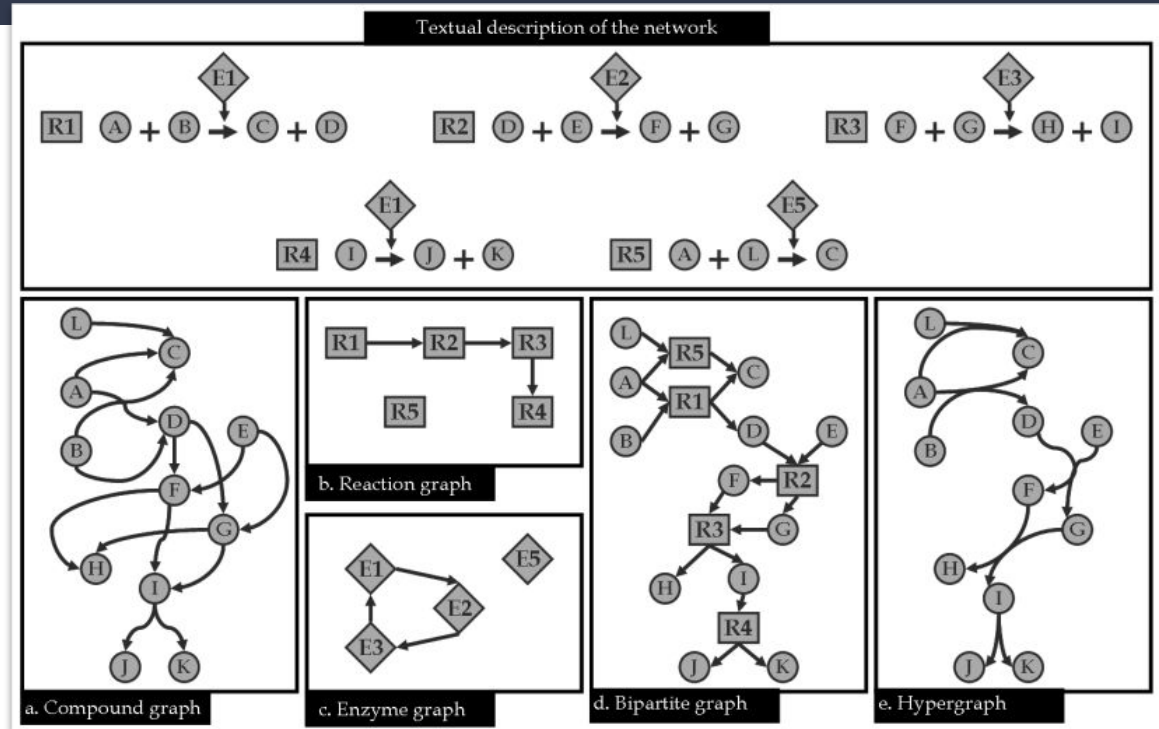 Textual description of the network
E1 E2 E3
R1 A + B C + D R2 D + E F + G R3 F + G H + I
E1 E5
R4 I J + K R5 A + L C
L
C
A
D
E
B
F
G
H
I
J K
a. Compound graph
R1 R2 R3
R5 R4
b. Reaction graph
E5
E1
E2
E3
c. Enzyme graph
L
R5
C
A
R1
B
D E
F R2
R3 G
H I
R4
J K
d. Bipartite graph
L
C
A
D
E
B
F
G
H
I
J K
e. Hypergraph